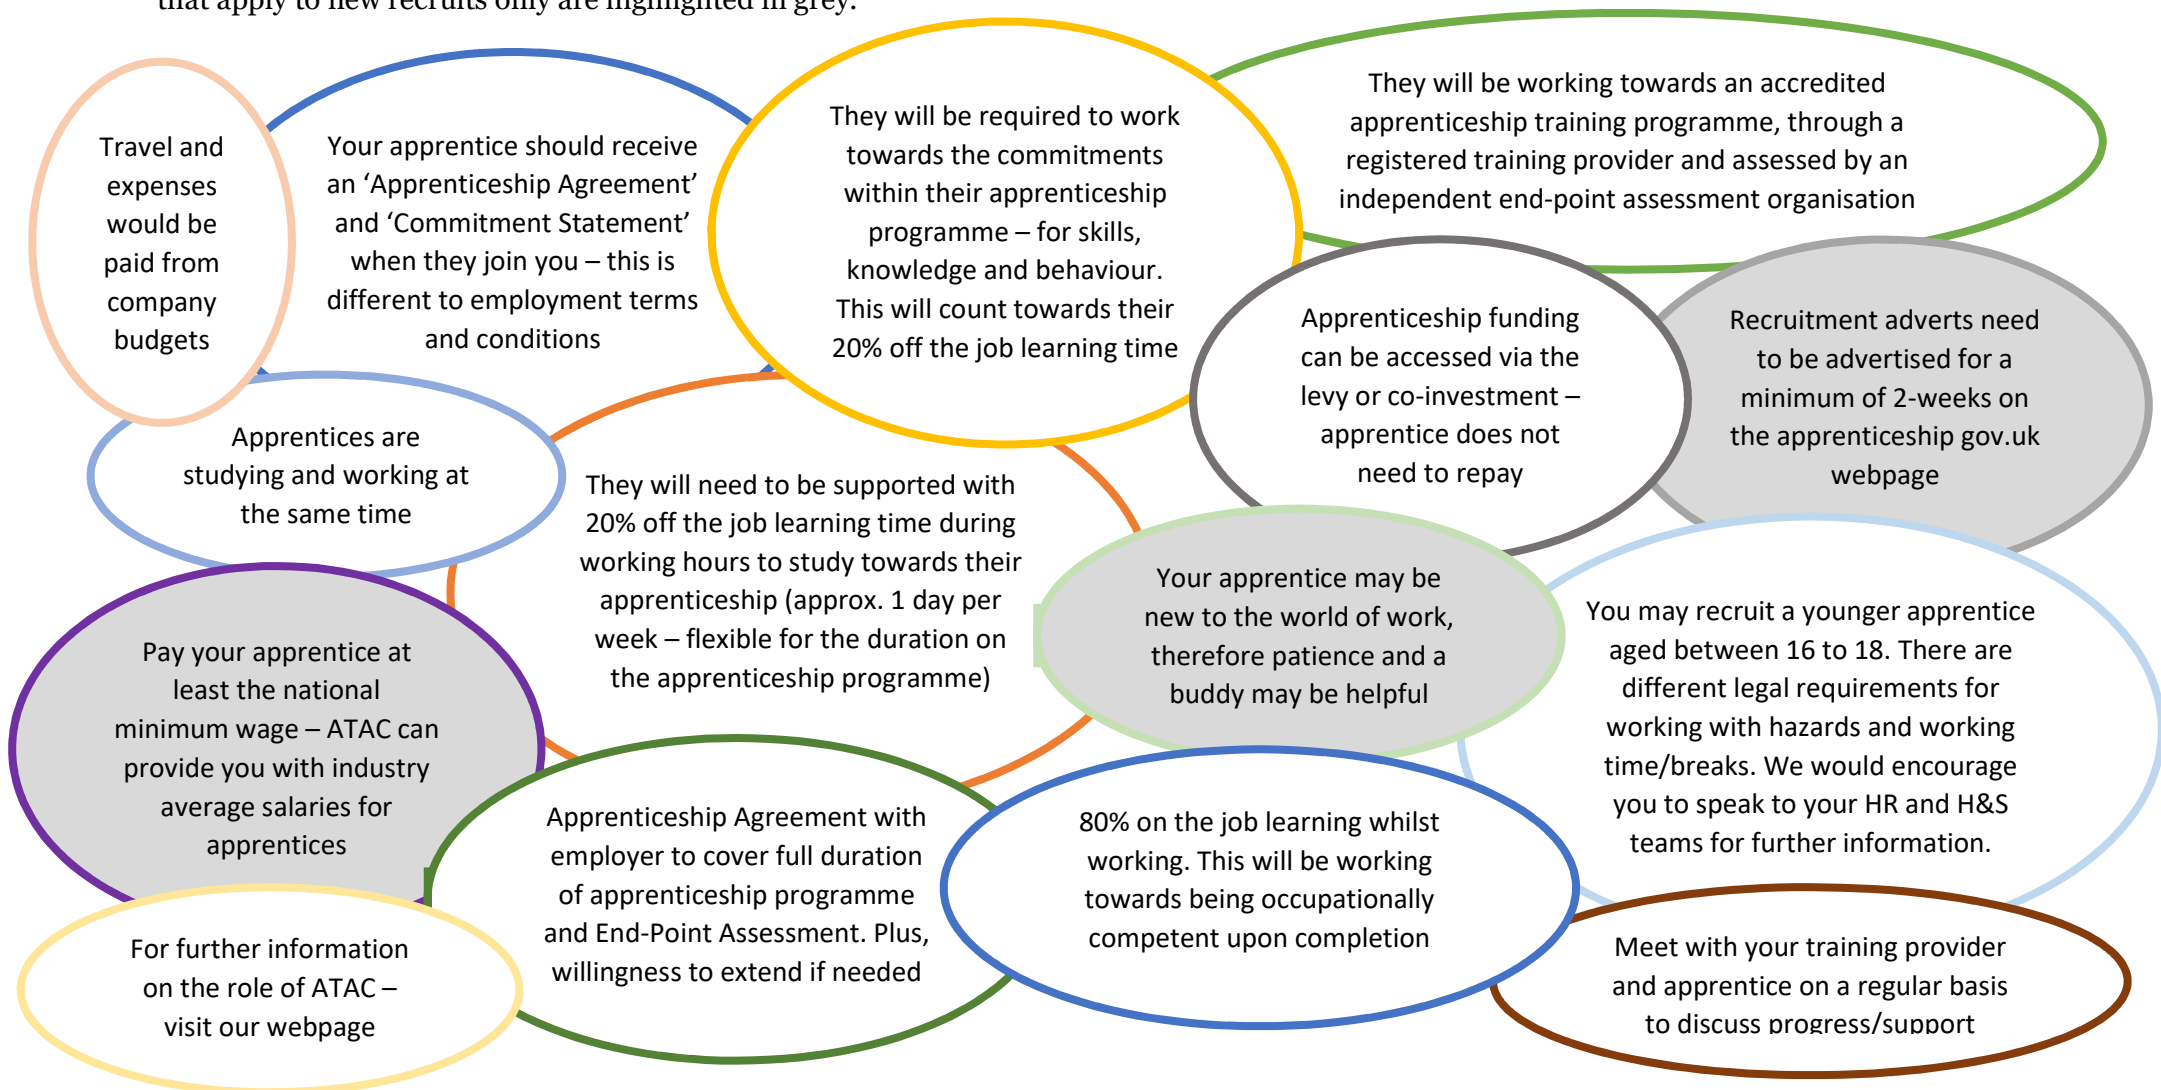 that apply to new recruits only are highlighted in grey.
Travel and
expenses
would be
paid from
company
budgets
Your apprentice should receive
an ‘Apprenticeship Agreement’
and ‘Commitment Statement’
when they join you – this is
different to employment terms
and conditions
They will be required to work
towards the commitments
within their apprenticeship
programme – for skills,
knowledge and behaviour.
This will count towards their
20% off the job learning time
They will be working towards an accredited
apprenticeship training programme, through a
registered training provider and assessed by an
independent end-point assessment organisation
Apprenticeship funding
can be accessed via the
levy or co-investment –
apprentice does not
need to repay
Recruitment adverts need
to be advertised for a
minimum of 2-weeks on
the apprenticeship gov.uk
webpage
Apprentices are
studying and working at
the same time
They will need to be supported with
20% off the job learning time during
working hours to study towards their
apprenticeship (approx. 1 day per
week – flexible for the duration on
the apprenticeship programme)
Your apprentice may be
new to the world of work,
therefore patience and a
buddy may be helpful
You may recruit a younger apprentice
aged between 16 to 18. There are
different legal requirements for
working with hazards and working
time/breaks. We would encourage
you to speak to your HR and H&S
teams for further information.
Pay your apprentice at
least the national
minimum wage – ATAC can
provide you with industry
average salaries for
apprentices
Apprenticeship Agreement with
employer to cover full duration
of apprenticeship programme
and End-Point Assessment. Plus,
willingness to extend if needed
80% on the job learning whilst
working. This will be working
towards being occupationally
competent upon completion
For further information
on the role of ATAC –
visit our webpage
Meet with your training provider
and apprentice on a regular basis
to discuss progress/support